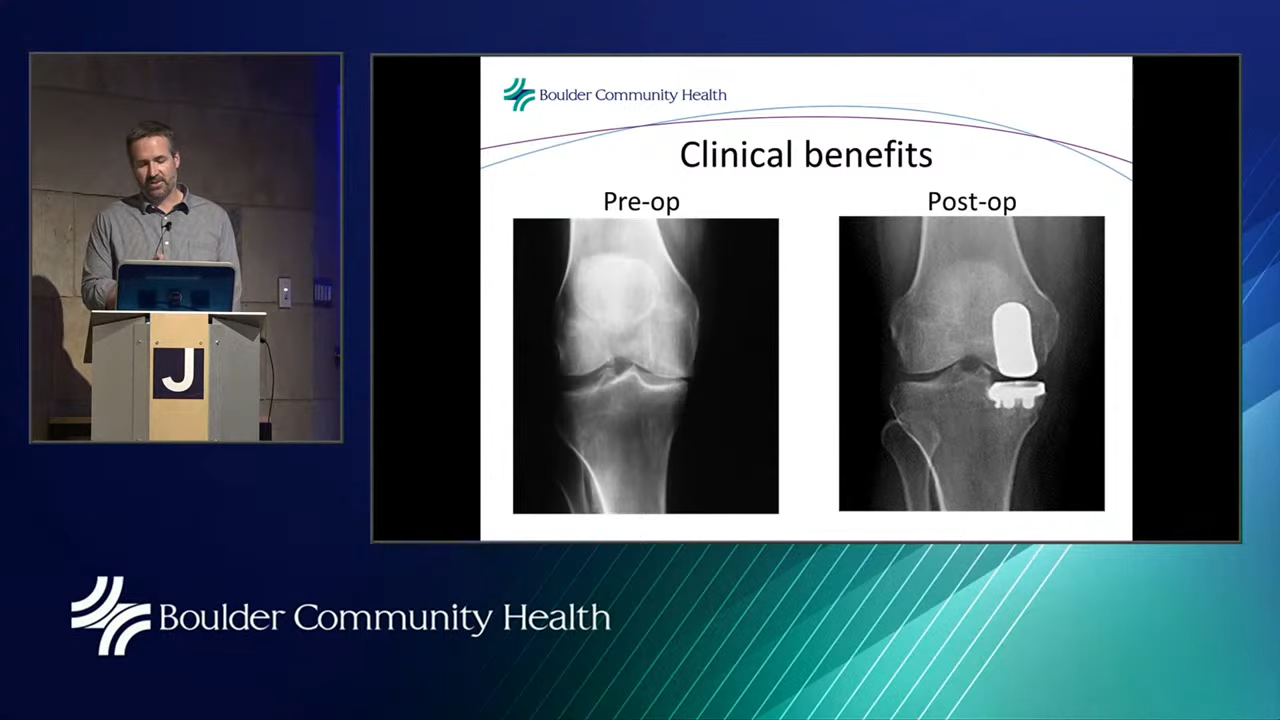 Boulder Community Health
Clinical benefits
Pre-op
Post-op
J
Boulder Community Health